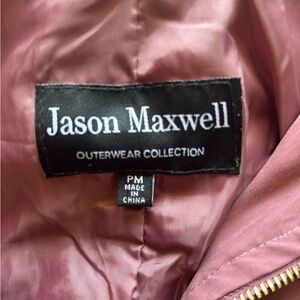 Jason Maxwell
OUTERWEAR COLLECTION
PM
MADE
IN
CHINA